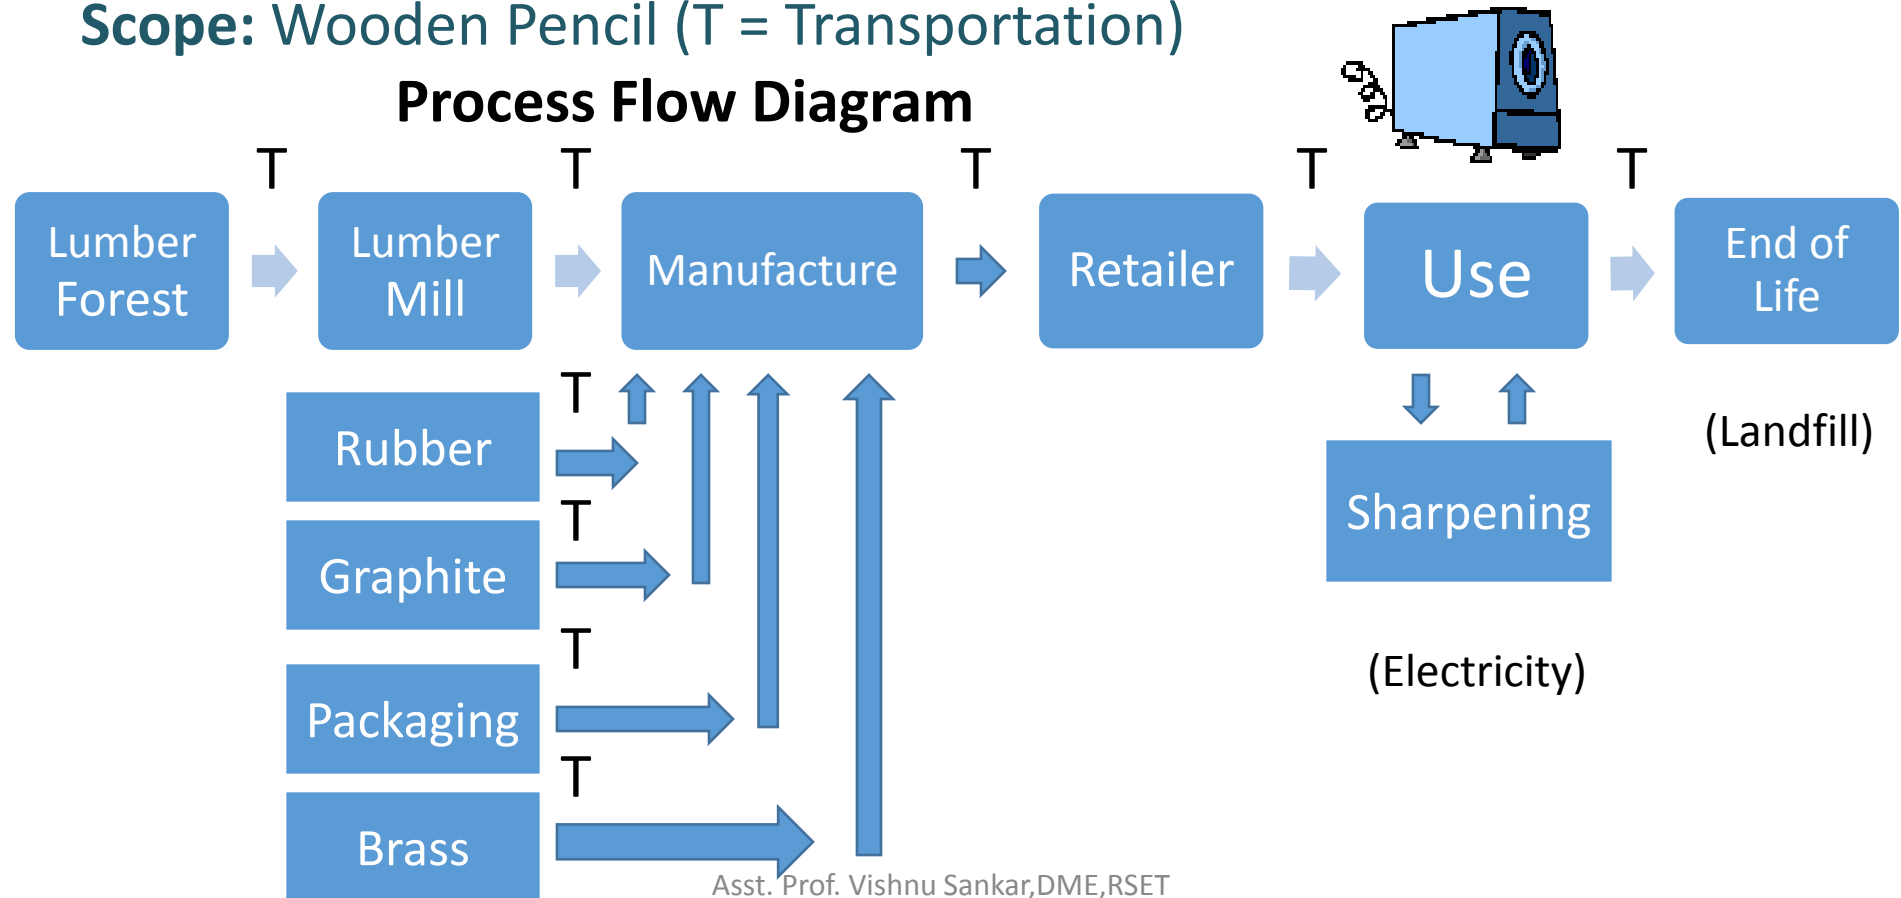 Scope: Wooden Pencil (T = Transportation)
Process Flow Diagram
T
T
T
T
T
Lumber
Forest
Lumber
Mill
Manufacture
Retailer
Use
End of
Life
T
Rubber
T
Graphite
T
Packaging
T
Brass
Sharpening
(Landfill)
(Electricity)
Asst. Prof. Vishnu Sankar,DME,RSET